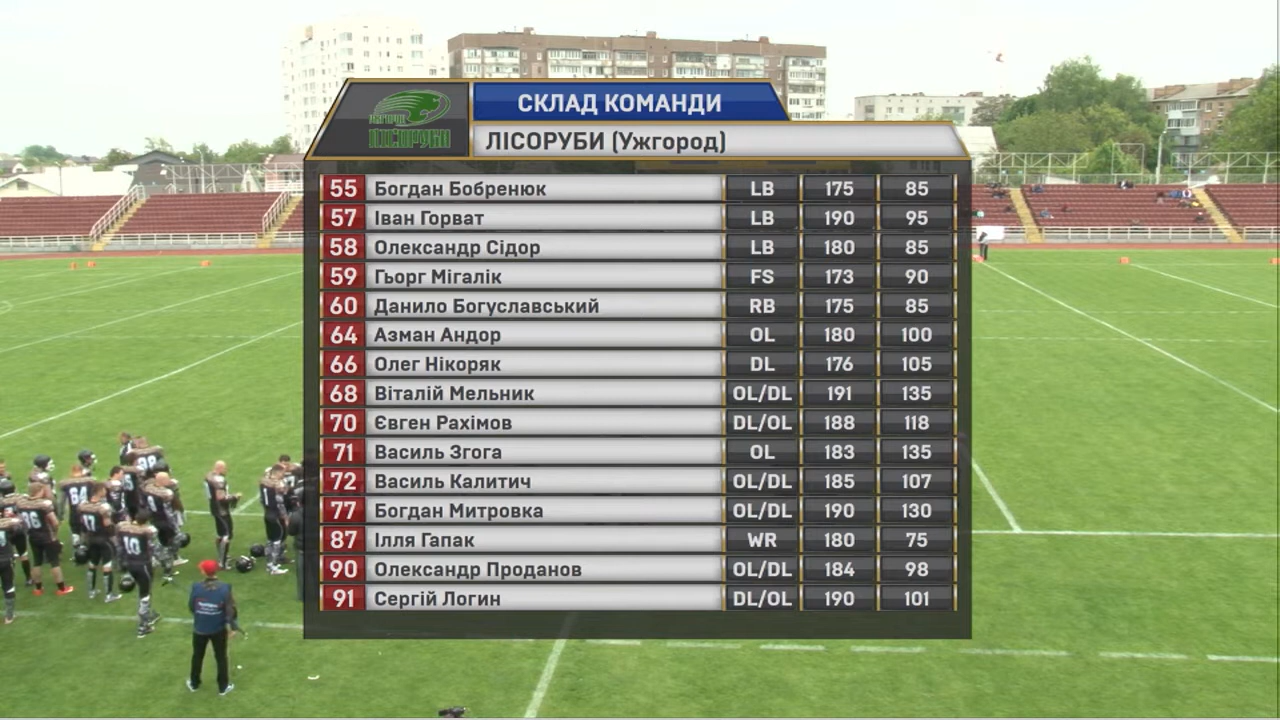 СКЛАД КОМАНДИ
ЛІСОРУБИ
ЛІСОРУБИ (Ужгород)
55 Богдан Бобренюк LB 175 85
57 Іван Горват LB 190 95
58 Олександр Сідор LB 180 85
59 Гьорг Мігалік FS 173 90
60 Данило Богуславський RB 175 85
64 Азман Андор OL 180 100
66 Олег Нікоряк DL 176 105
68 Віталій Мельник OL/DL 191 135
70 Євген Рахімов DL/OL 188 118
71 Василь Згога OL 183 135
72 Василь Калитич OL/DL 185 107
77 Богдан Митровка OL/DL 190 130
87 Ілля Гапак WR 180 75
90 Олександр Проданов OL/DL 184 98
91 Сергій Логин DL/OL 190 101
64
10